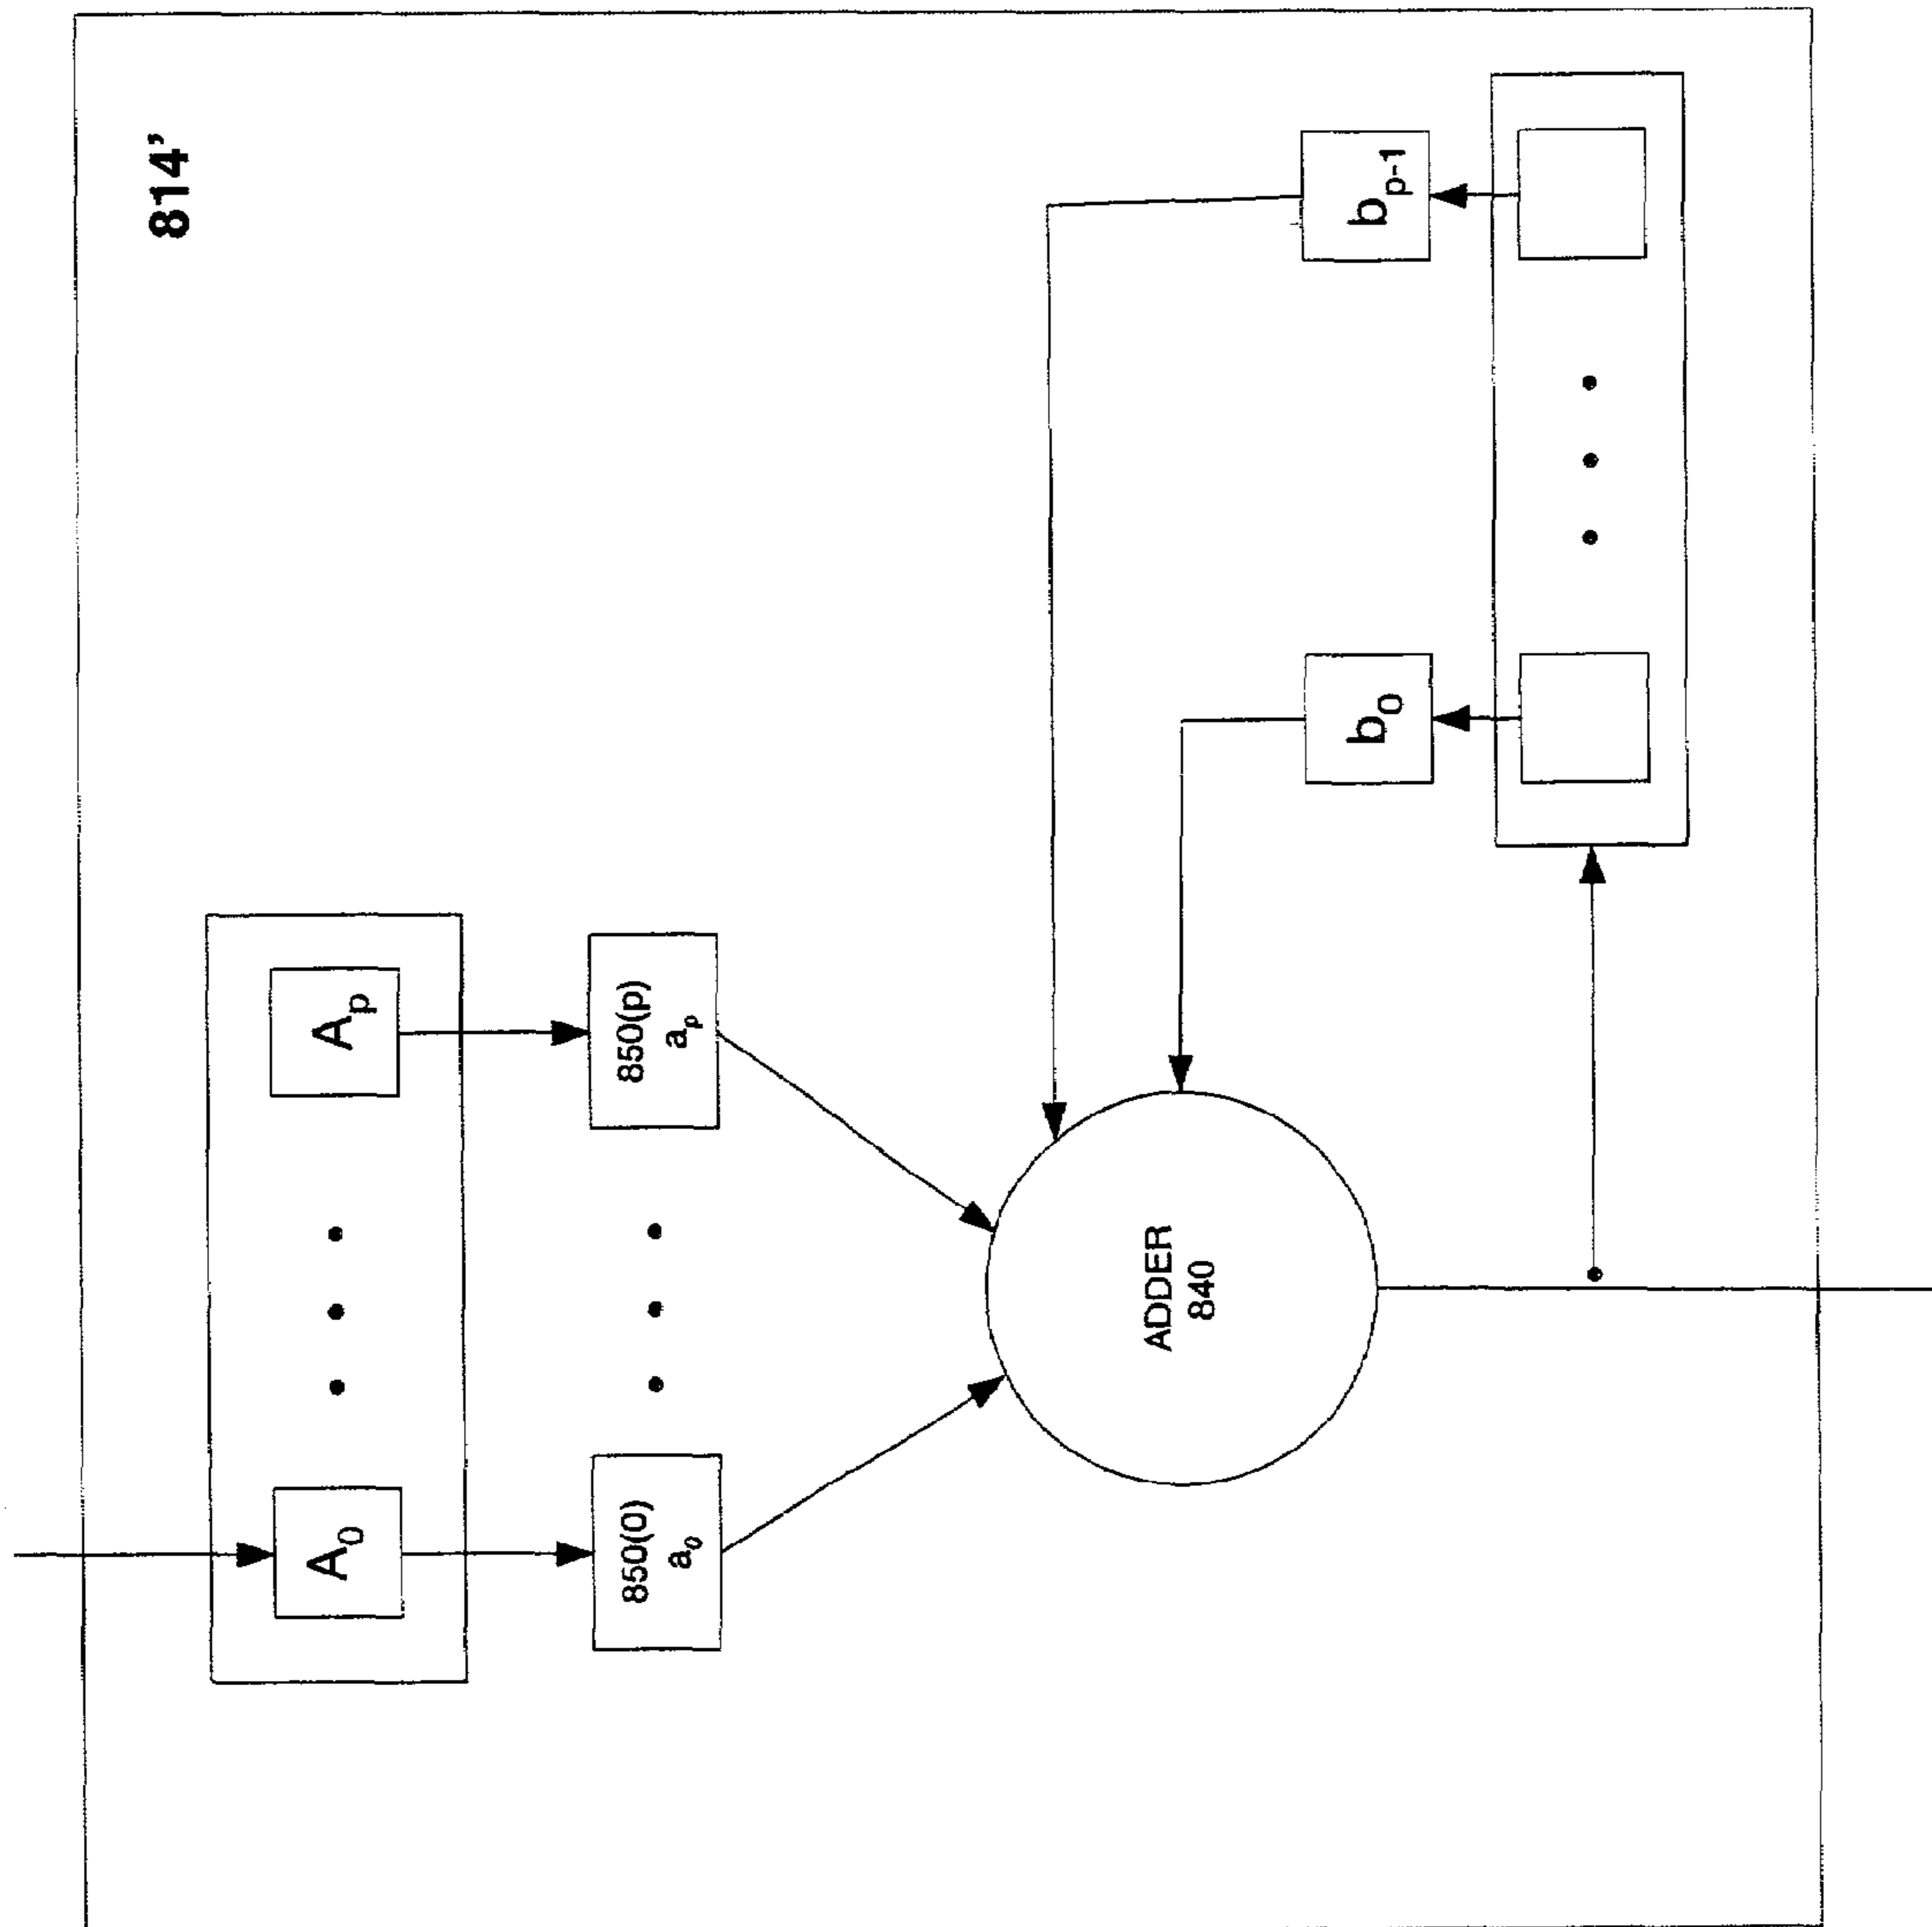 814'
A₀
Aₚ
850(0)
a₀
850(p)
aₚ
ADDER
840
b₀
bₚ₋₁